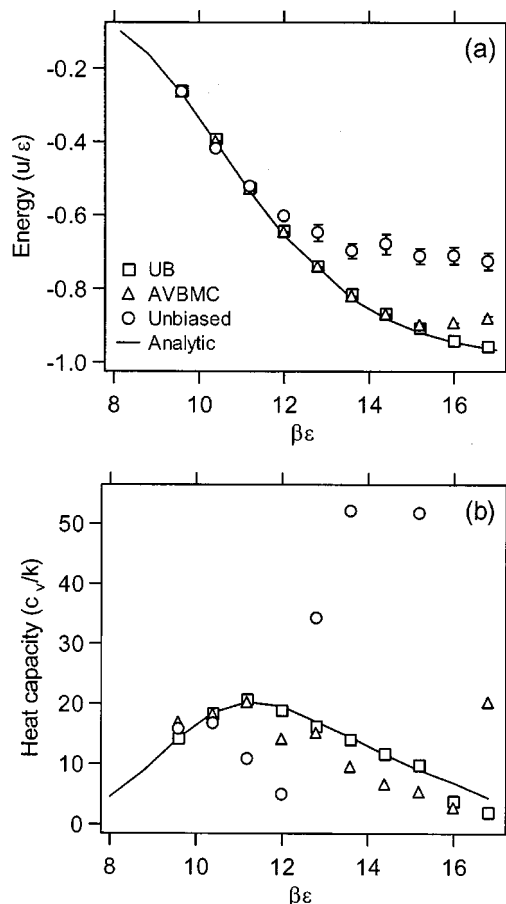 (a)
-0.2
-0.4
-0.6
-0.8
-1.0
Energy (u/ε)
UB
AVBMC
Unbiased
Analytic
8 10 12 14 16
βε
(b)
50
40
30
20
10
0
Heat capacity (c v/k)
8 10 12 14 16
βε